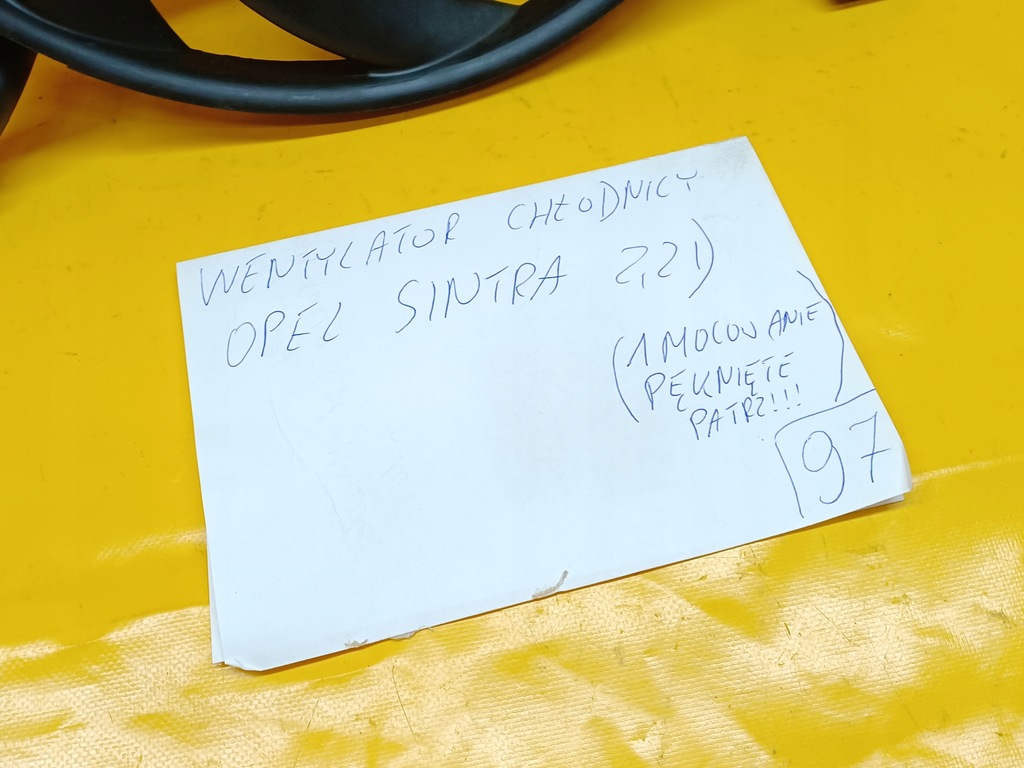 WENTYLATOR CHŁODNICY
OPEL SINTRA 2,2I)
(1 MOCOWANIE
PĘKNIĘTE
PATRZ!!!)
97